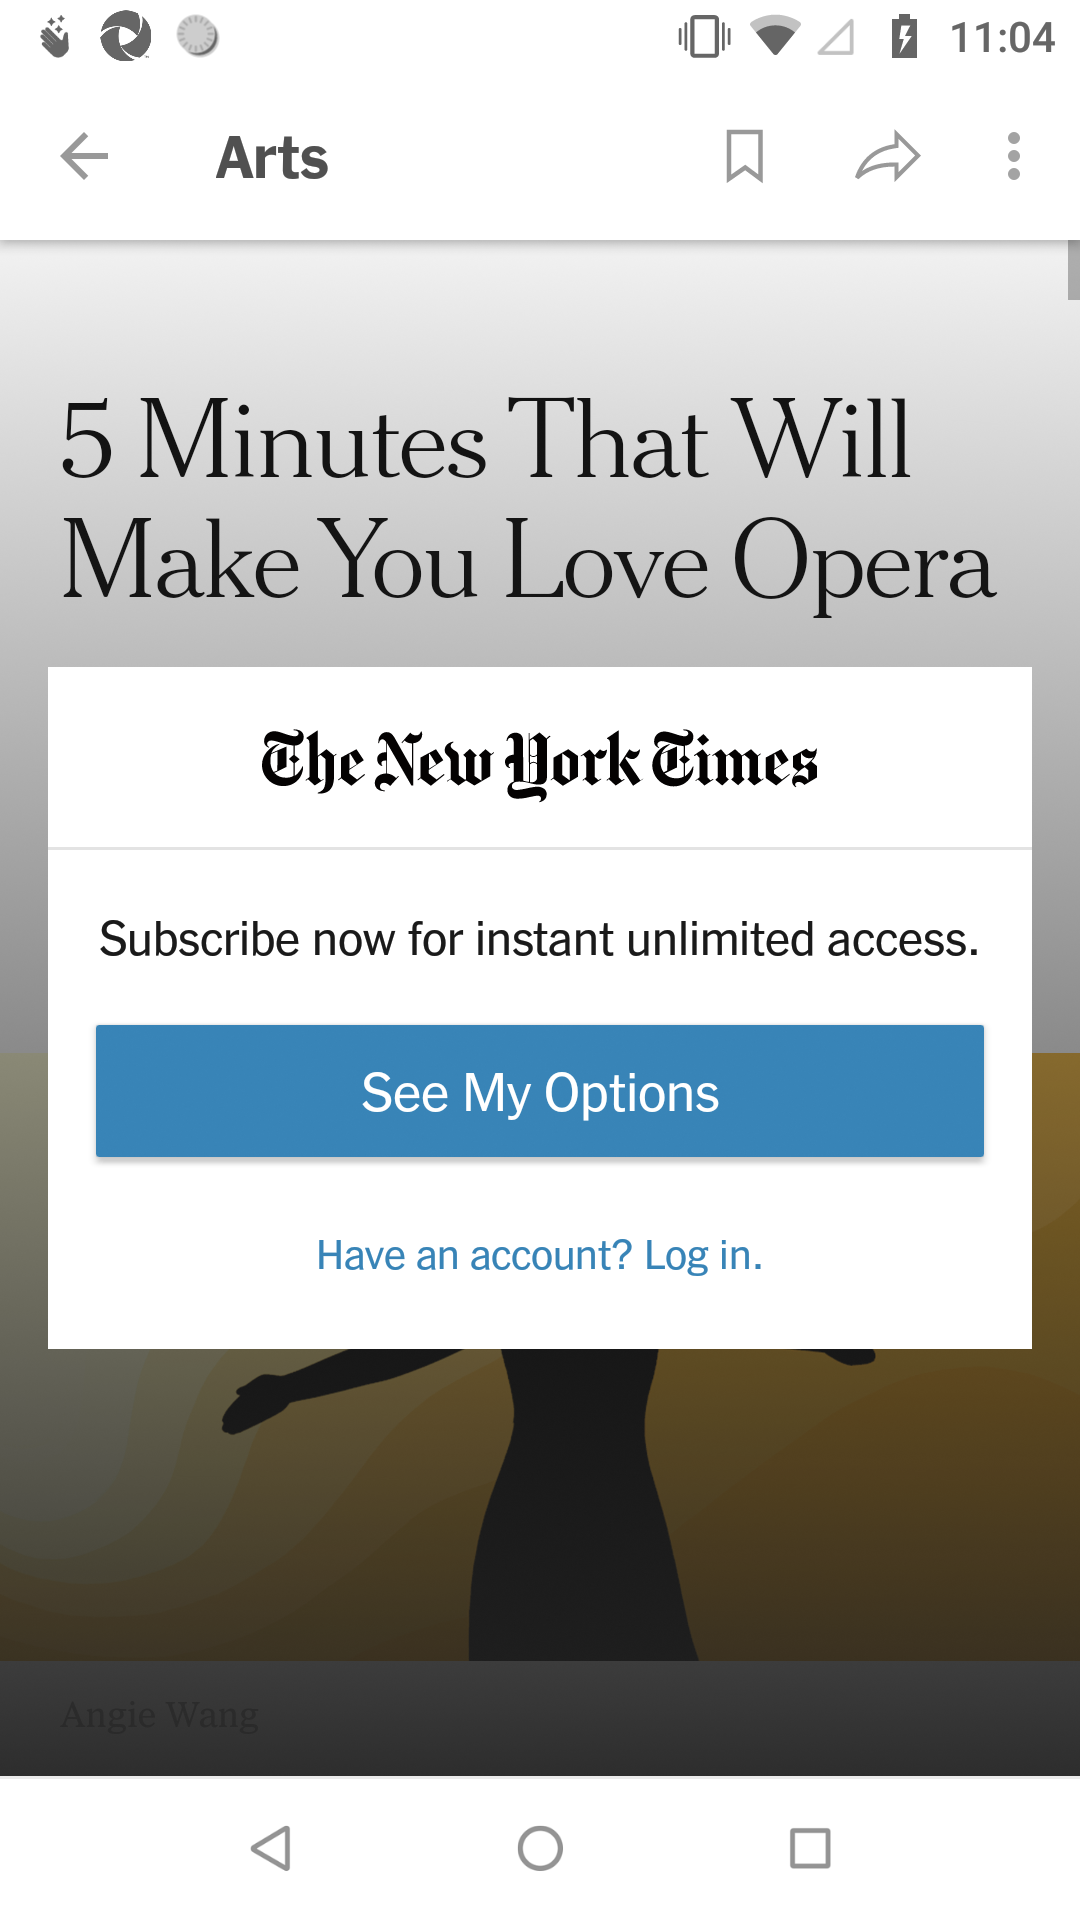 11:04
Arts
5 Minutes That Will
Make You Love Opera
The New York Times
Subscribe now for instant unlimited access.
See My Options
Have an account? Log in.
Angie Wang